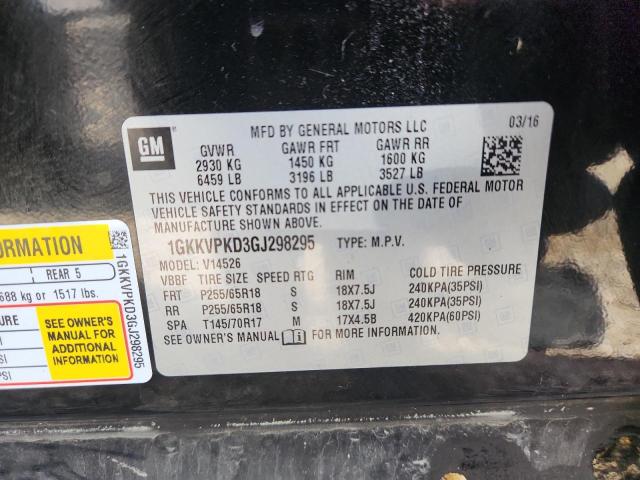 GM
MFD BY GENERAL MOTORS LLC
03/16
GVWR GAWR FRT GAWR RR
2930 KG 1450 KG 1600 KG
6459 LB 3196 LB 3527 LB
THIS VEHICLE CONFORMS TO ALL APPLICABLE U.S. FEDERAL MOTOR
VEHICLE SAFETY STANDARDS IN EFFECT ON THE DATE OF
MANUFACTURE SHOWN ABOVE.
1GKKVPKD3GJ298295 TYPE: M.P.V.
MODEL: V14526
VBBF TIRE SIZE SPEED RTG RIM COLD TIRE PRESSURE
FRT P255/65R18 S 18X7.5J 240KPA(35PSI)
RR P255/65R18 S 18X7.5J 240KPA(35PSI)
SPA T145/70R17 M 17X4.5B 420KPA(60PSI)
SEE OWNER'S MANUAL i FOR MORE INFORMATION.
ORMATION
REAR 5
688 kg or 1517 lbs.
URE
SEE OWNER'S
MANUAL FOR
ADDITIONAL
INFORMATION
1GKKVPKD3GJ298295